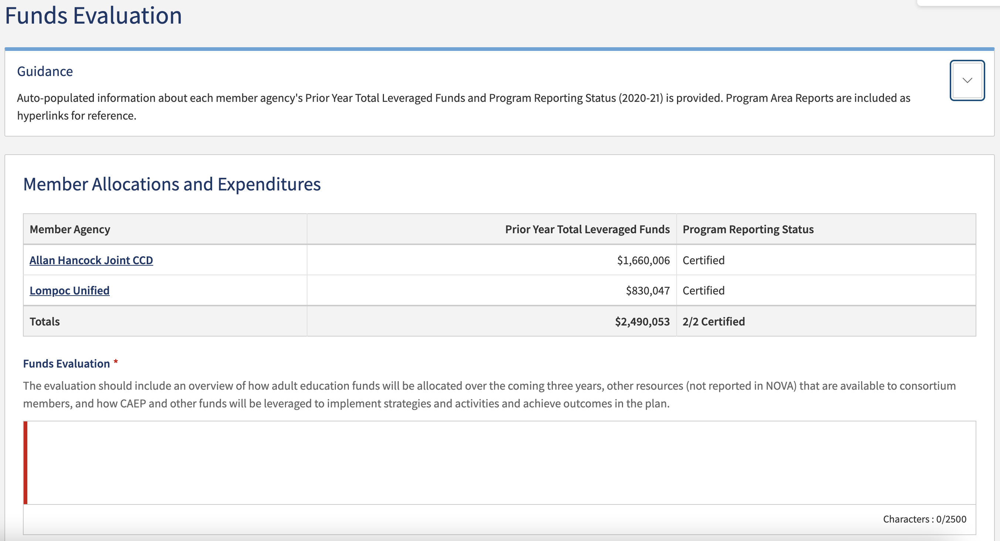 Funds Evaluation
Guidance
Auto-populated information about each member agency's Prior Year Total Leveraged Funds and Program Reporting Status (2020-21) is provided. Program Area Reports are included as
hyperlinks for reference.
Member Allocations and Expenditures
Member Agency Prior Year Total Leveraged Funds Program Reporting Status
Allan Hancock Joint CCD $1,660,006 Certified
Lompoc Unified $830,047 Certified
Totals $2,490,053 2/2 Certified
Funds Evaluation *
The evaluation should include an overview of how adult education funds will be allocated over the coming three years, other resources (not reported in NOVA) that are available to consortium
members, and how CAEP and other funds will be leveraged to implement strategies and activities and achieve outcomes in the plan.
Characters : 0/2500